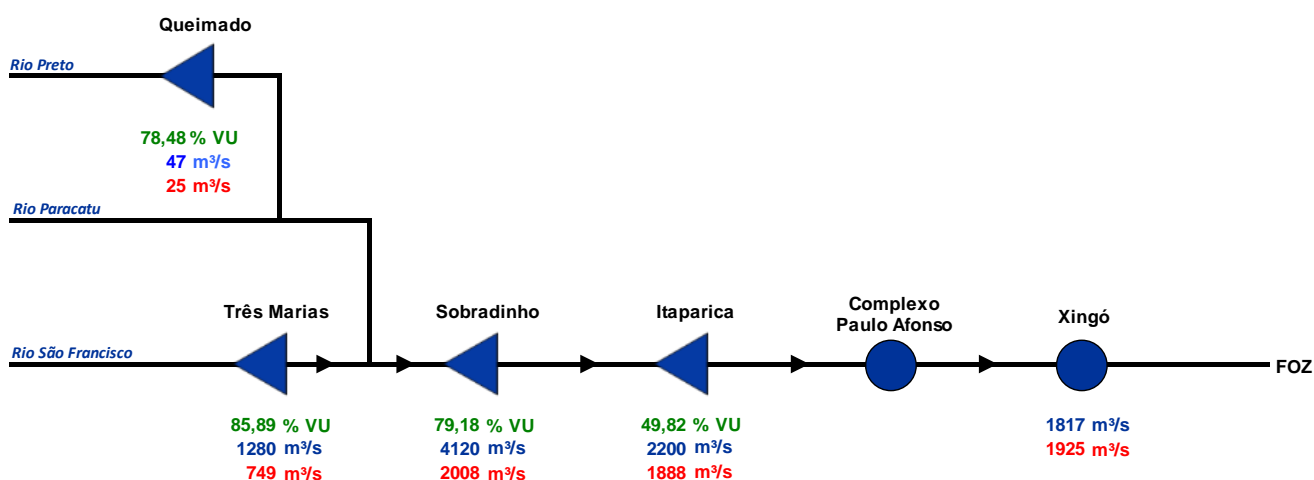 Queimado
Rio Preto
78,48 % VU
47 m³/s
25 m³/s
Rio Paracatu
Três Marias
Sobradinho
Itaparica
Complexo
Paulo Afonso
Xingó
Rio São Francisco
FOZ
85,89 % VU
1280 m³/s
749 m³/s
79,18 % VU
4120 m³/s
2008 m³/s
49,82 % VU
2200 m³/s
1888 m³/s
1817 m³/s
1925 m³/s